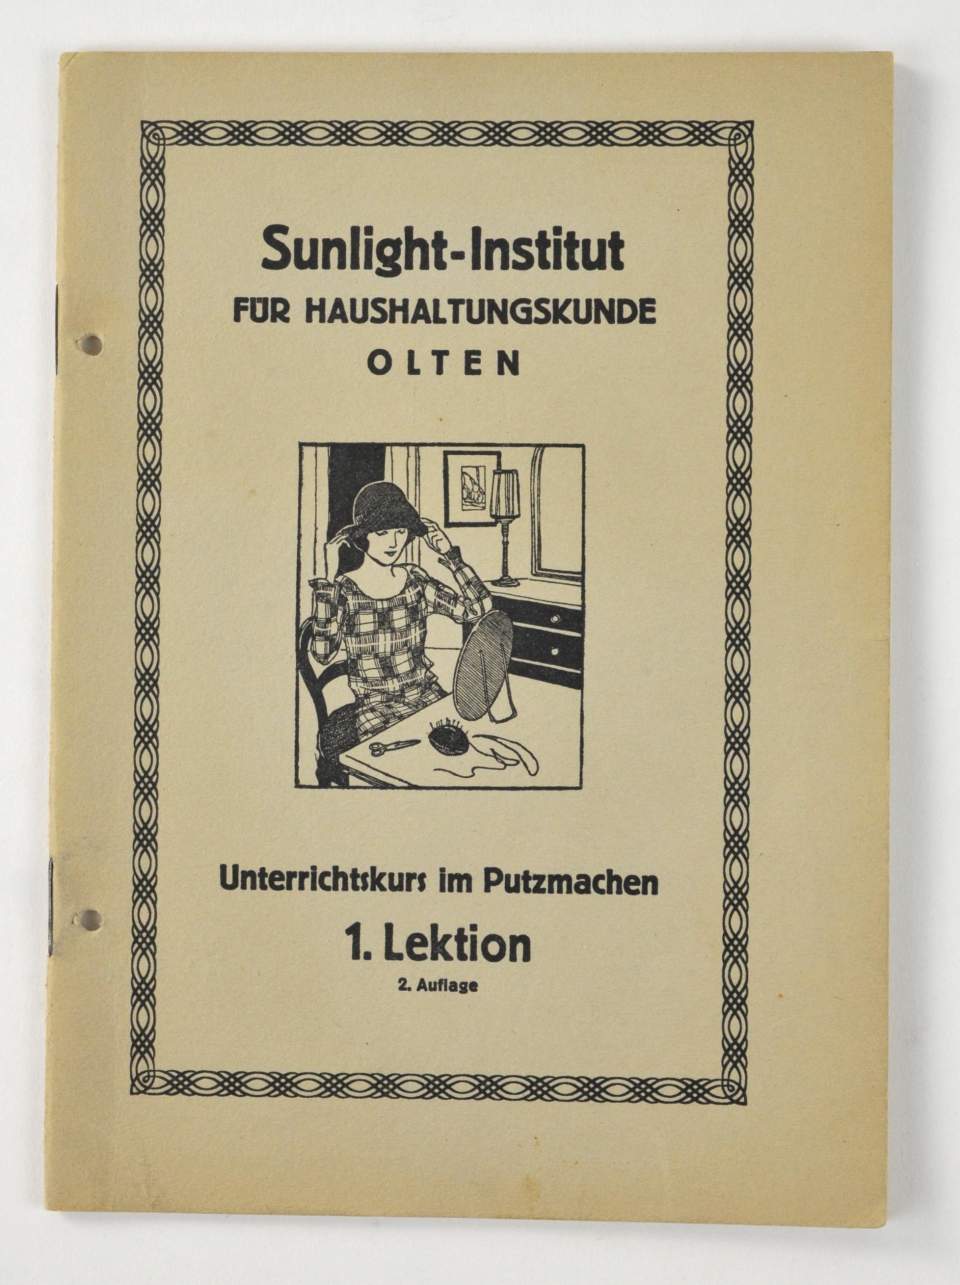 Sunlight-Institut
FÜR HAUSHALTUNGSKUNDE
OLTEN
Unterrichtskurs im Putzmachen
1. Lektion
2. Auflage